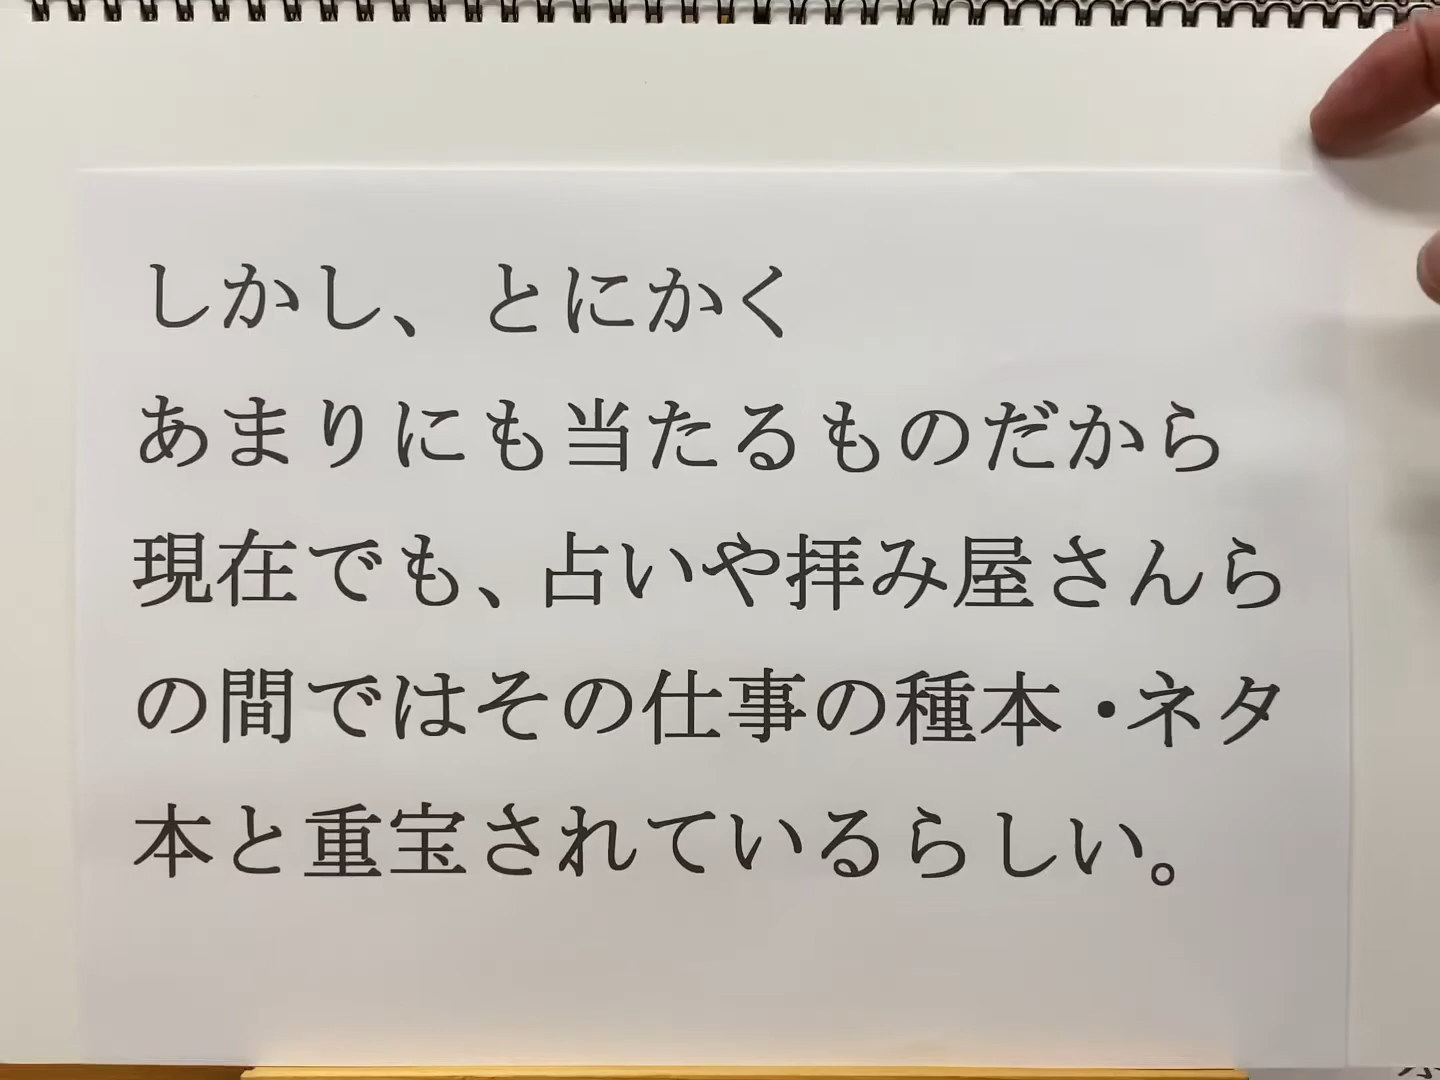 しかし、とにかく
あまりにも当たるものだから
現在でも、占いや拝み屋さんら
の間ではその仕事の種本・ネタ
本と重宝されているらしい。